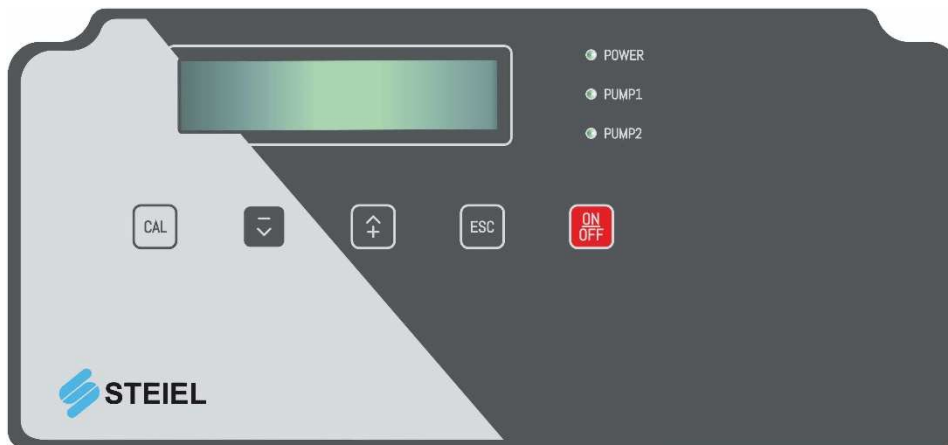 POWER
PUMP1
PUMP2
CAL
ESC
ON
OFF
STEIEL